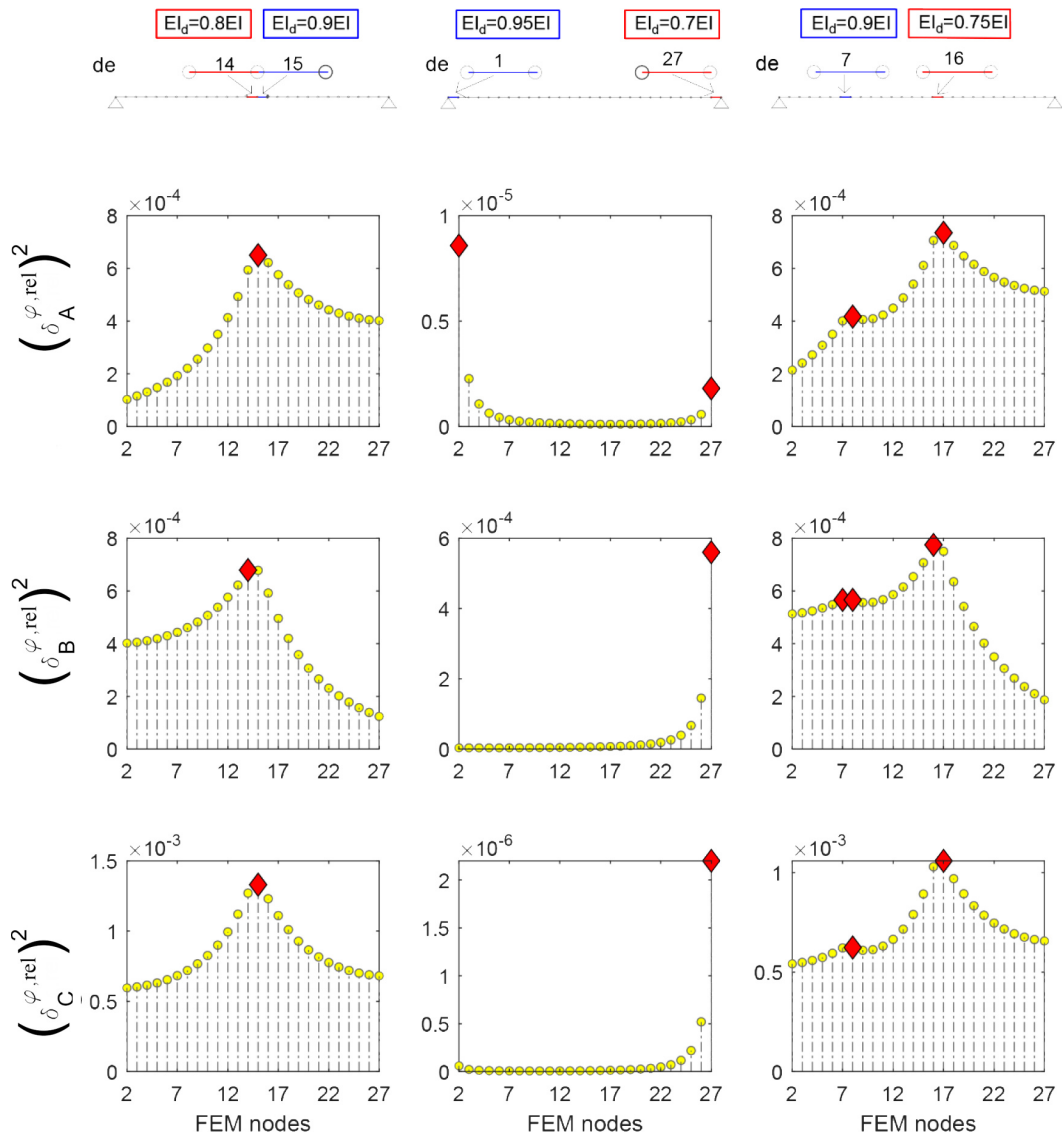 EI_d=0.8EI EI_d=0.9EI EI_d=0.95EI EI_d=0.7EI EI_d=0.9EI EI_d=0.75EI
de 14 15 de 1 27 de 7 16
×10^-4 ×10^-5 ×10^-4
(δ_A^φ,rel)^2
8 6 4 2 0
1 0.5 0
8 6 4 2 0
2 7 12 17 22 27 2 7 12 17 22 27 2 7 12 17 22 27
×10^-4 ×10^-4 ×10^-4
(δ_B^φ,rel)^2
8 6 4 2 0
6 4 2 0
8 6 4 2 0
2 7 12 17 22 27 2 7 12 17 22 27 2 7 12 17 22 27
×10^-3 ×10^-6 ×10^-3
(δ_C^φ,rel)^2
1.5 1 0.5 0
2 1.5 1 0.5 0
1 0.5 0
2 7 12 17 22 27 2 7 12 17 22 27 2 7 12 17 22 27
FEM nodes FEM nodes FEM nodes